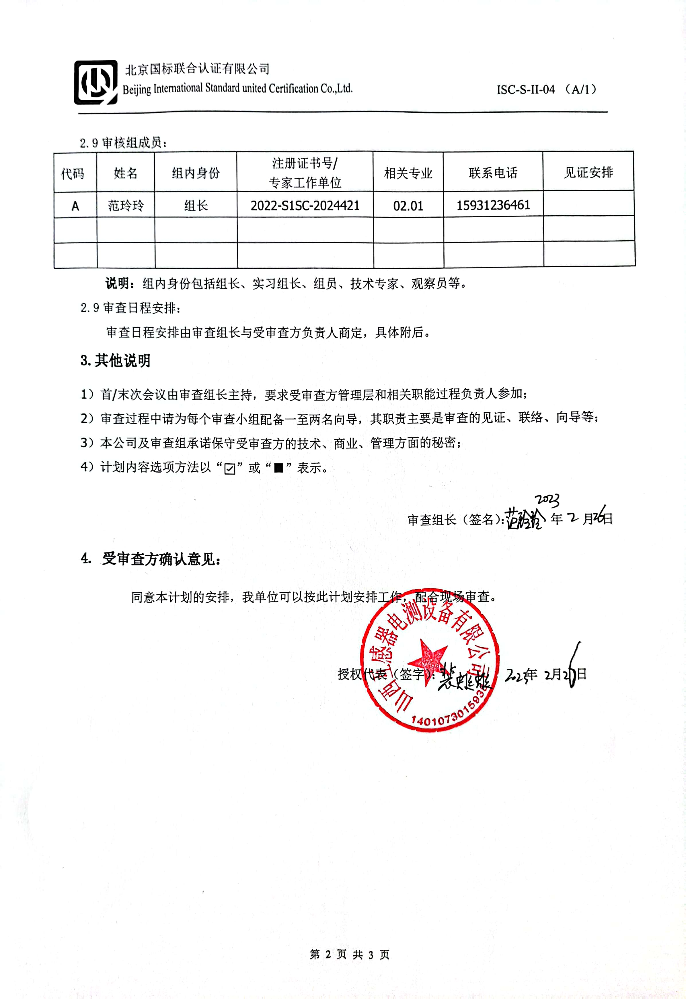 北京国标联合认证有限公司
Beijing International Standard united Certification Co.,Ltd.
ISC-S-II-04 （A/1）
2.9 审核组成员：
代码 姓名 组内身份 注册证书号/专家工作单位 相关专业 联系电话 见证安排
A 范玲玲 组长 2022-S1SC-2024421 02.01 15931236461
说明：组内身份包括组长、实习组长、组员、技术专家、观察员等。
2.9 审查日程安排：
审查日程安排由审查组长与受审查方负责人商定，具体附后。
3.其他说明
1）首/末次会议由审查组长主持，要求受审查方管理层和相关职能过程负责人参加；
2）审查过程中请为每个审查小组配备一至两名向导，其职责主要是审查的见证、联络、向导等；
3）本公司及审查组承诺保守受审查方的技术、商业、管理方面的秘密；
4）计划内容选项方法以“☑”或“■”表示。
审查组长（签名）：范玲玲 2023年2月26日
4. 受审查方确认意见：
同意本计划的安排，我单位可以按此计划安排工作，配合现场审查。
授权代表（签字）： 2023年2月26日
感器电测设备有限公司
第 2 页 共 3 页